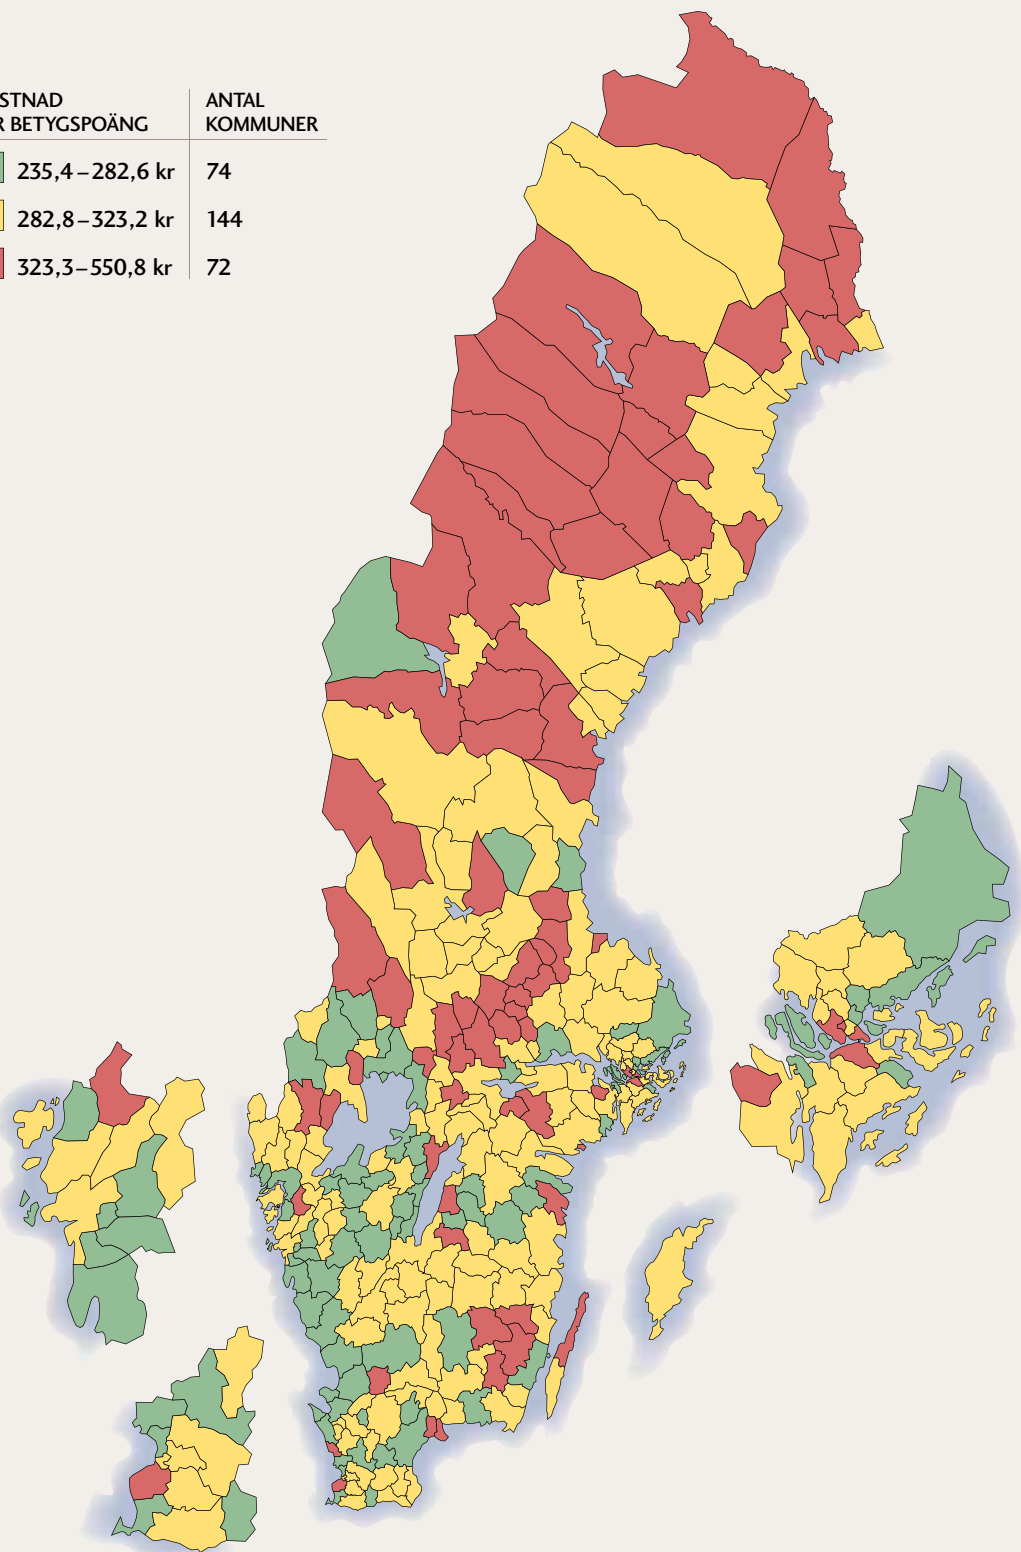 STNAD
R BETYGSPOÄNG
ANTAL
KOMMUNER
235,4–282,6 kr 74
282,8–323,2 kr 144
323,3–550,8 kr 72